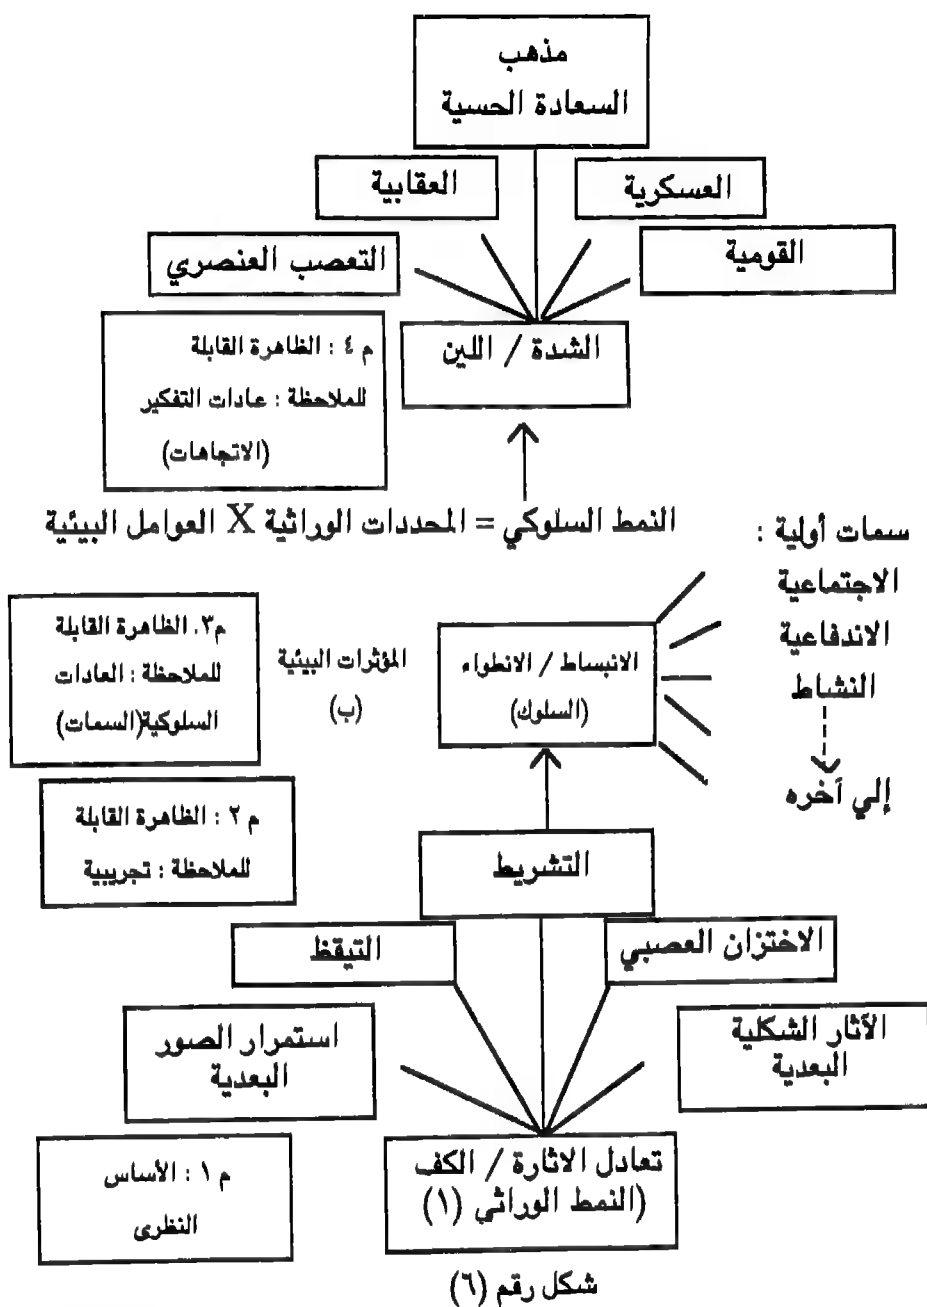 مذهب
السعادة الحسية
العسكرية
العقابية
القومية
التعصب العنصري
الشدة / اللين
م ٤ : الظاهرة القابلة
للملاحظة : عادات التفكير
(الاتجاهات)
النمط السلوكي = المحددات الوراثية X العوامل البيئية
سمات أولية :
الاجتماعية
الاندفاعية
النشاط
إلي آخره
الانبساط / الانطواء
(السلوك)
المؤثرات البيئية
(ب)
م٣. الظاهرة القابلة
للملاحظة : العادات
السلوكية(السمات)
م ٢ : الظاهرة القابلة
للملاحظة : تجريبية
التشريط
الاختزان العصبي
التيقظ
الآثار الشكلية
البعدية
استمرار الصور
البعدية
تعادل الاثارة / الكف
(النمط الوراثي (١)
م ١ : الأساس
النظرى
شكل رقم (٦)